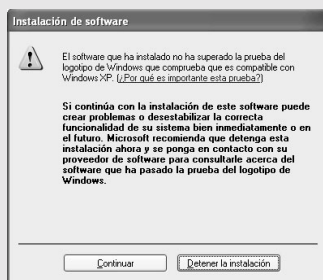 Instalación de software
El software que ha instalado no ha superado la prueba del
logotipo de Windows que comprueba que es compatible con
Windows XP. (¿Por qué es importante esta prueba?)
Si continúa con la instalación de este software puede
crear problemas o desestabilizar la correcta
funcionalidad de su sistema bien inmediatamente o en
el futuro. Microsoft recomienda que detenga esta
instalación ahora y se ponga en contacto con su
proveedor de software para consultarle acerca del
software que ha pasado la prueba del logotipo de
Windows.
Continuar
Detener la instalación